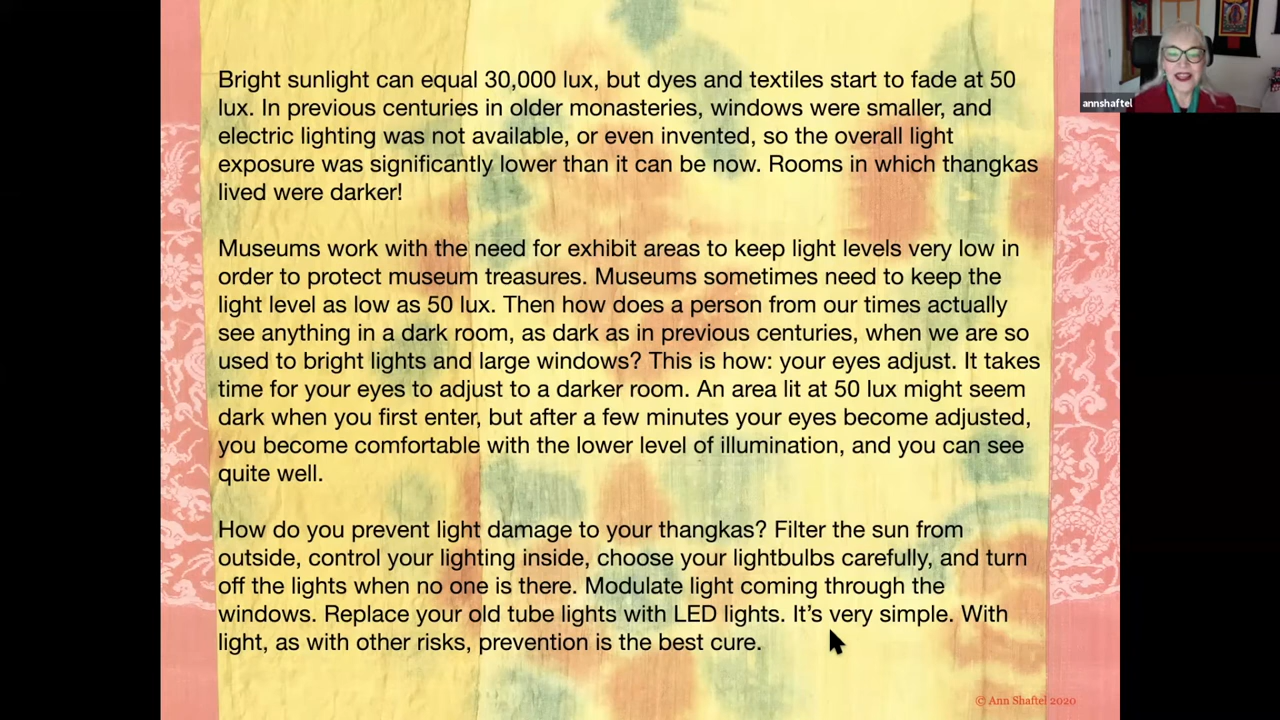 Bright sunlight can equal 30,000 lux, but dyes and textiles start to fade at 50
lux. In previous centuries in older monasteries, windows were smaller, and
electric lighting was not available, or even invented, so the overall light
exposure was significantly lower than it can be now. Rooms in which thangkas
lived were darker!
Museums work with the need for exhibit areas to keep light levels very low in
order to protect museum treasures. Museums sometimes need to keep the
light level as low as 50 lux. Then how does a person from our times actually
see anything in a dark room, as dark as in previous centuries, when we are so
used to bright lights and large windows? This is how: your eyes adjust. It takes
time for your eyes to adjust to a darker room. An area lit at 50 lux might seem
dark when you first enter, but after a few minutes your eyes become adjusted,
you become comfortable with the lower level of illumination, and you can see
quite well.
How do you prevent light damage to your thangkas? Filter the sun from
outside, control your lighting inside, choose your lightbulbs carefully, and turn
off the lights when no one is there. Modulate light coming through the
windows. Replace your old tube lights with LED lights. It’s very simple. With
light, as with other risks, prevention is the best cure.
© Ann Shaftel 2020
annshaftel